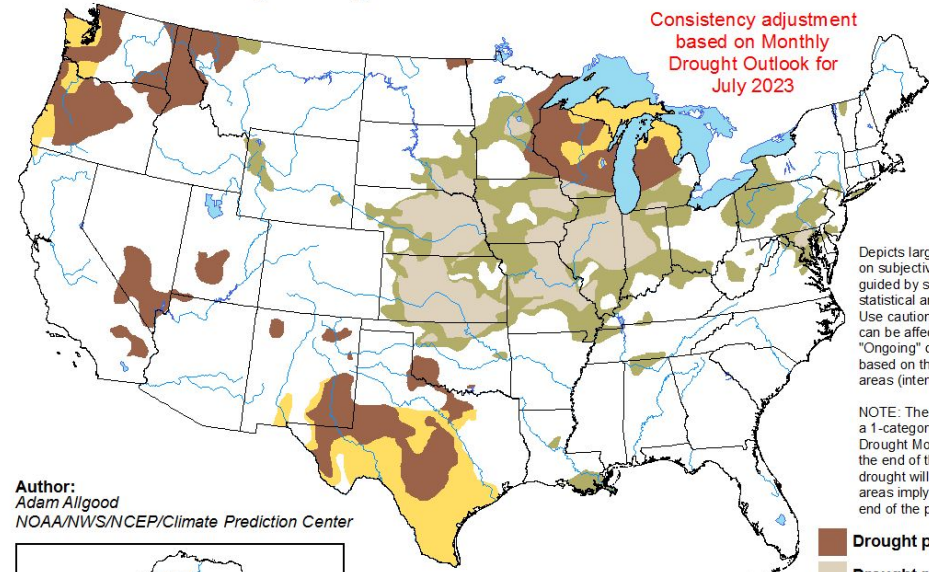 Consistency adjustment
based on Monthly
Drought Outlook for
July 2023
Depicts larg
on subjectiv
guided by s
statistical ar
Use caution
can be affec
"Ongoing" d
based on th
areas (inter
NOTE: The
a 1-categor
Drought Mo
the end of th
drought will
areas imply
end of the p
Author:
Adam Allgood
NOAA/NWS/NCEP/Climate Prediction Center
Drought p